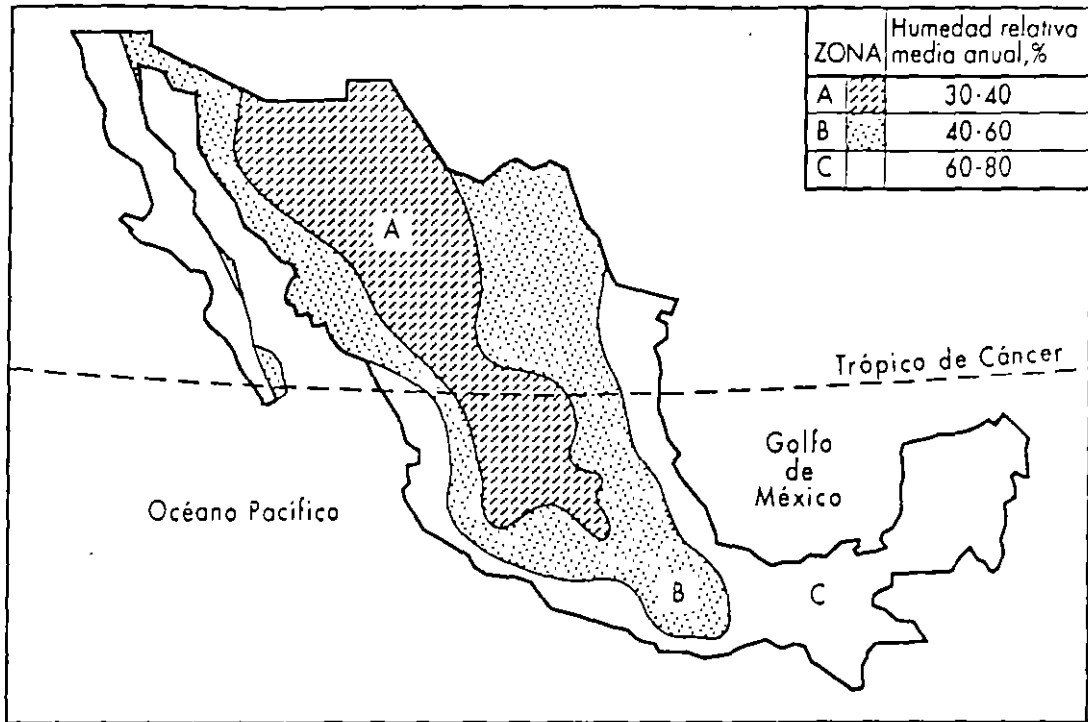 ZONA Humedad relativa
media anual,%
A 30-40
B 40-60
C 60-80
A
Trópico de Cáncer
Golfo
de
México
Océano Pacífico
B
C